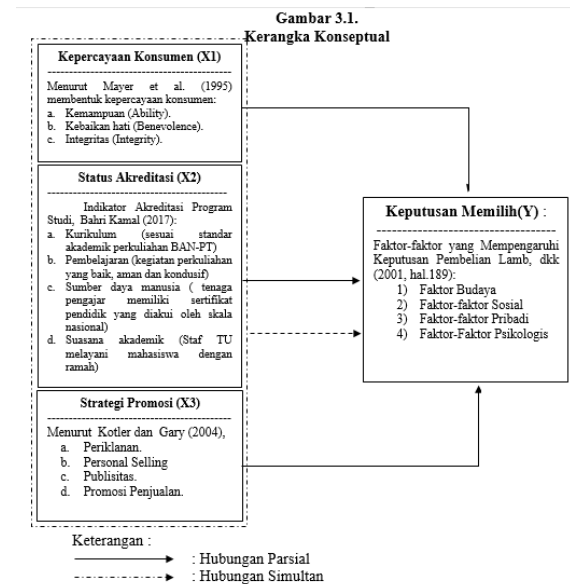 Gambar 3.1.
Kerangka Konseptual
Kepercayaan Konsumen (X1)
Menurut Mayer et al. (1995)
membentuk kepercayaan konsumen:
a. Kemampuan (Ability).
b. Kebaikan hati (Benevolence).
c. Integritas (Integrity).
Status Akreditasi (X2)
Indikator Akreditasi Program
Studi, Bahri Kamal (2017):
a. Kurikulum (sesuai standar
akademik perkuliahan BAN-PT)
b. Pembelajaran (kegiatan perkuliahan
yang baik, aman dan kondusif)
c. Sumber daya manusia ( tenaga
pengajar memiliki sertifikat
pendidik yang diakui oleh skala
nasional)
d. Suasana akademik (Staf TU
melayani mahasiswa dengan
ramah)
Strategi Promosi (X3)
Menurut Kotler dan Gary (2004),
a. Periklanan.
b. Personal Selling
c. Publisitas.
d. Promosi Penjualan.
Keputusan Memilih(Y) :
Faktor-faktor yang Mempengaruhi
Keputusan Pembelian Lamb, dkk
(2001, hal.189):
1) Faktor Budaya
2) Faktor-faktor Sosial
3) Faktor-faktor Pribadi
4) Faktor-Faktor Psikologis
Keterangan :
: Hubungan Parsial
: Hubungan Simultan